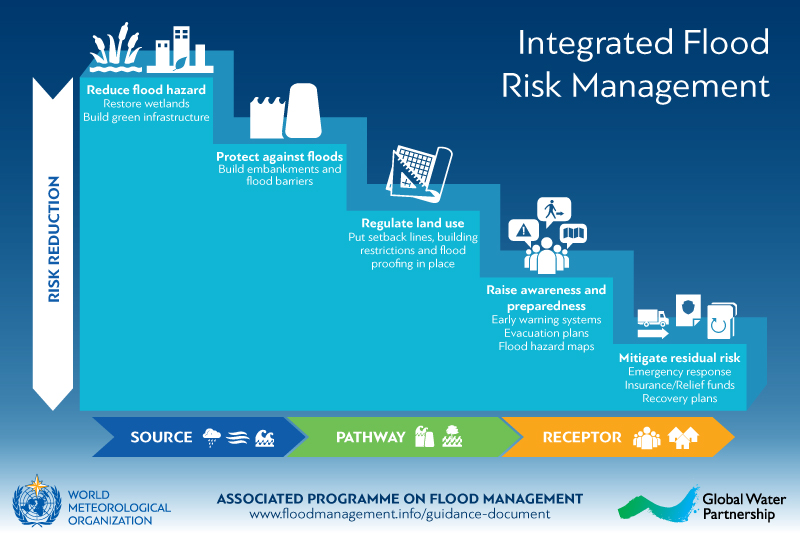 Integrated Flood
Risk Management
RISK REDUCTION
Reduce flood hazard
Restore wetlands
Build green infrastructure
Protect against floods
Build embankments and
flood barriers
Regulate land use
Put setback lines, building
restrictions and flood
proofing in place
Raise awareness and
preparedness
Early warning systems
Evacuation plans
Flood hazard maps
Mitigate residual risk
Emergency response
Insurance/Relief funds
Recovery plans
SOURCE
PATHWAY
RECEPTOR
WORLD
METEOROLOGICAL
ORGANIZATION
ASSOCIATED PROGRAMME ON FLOOD MANAGEMENT
www.floodmanagement.info/guidance-document
Global Water
Partnership